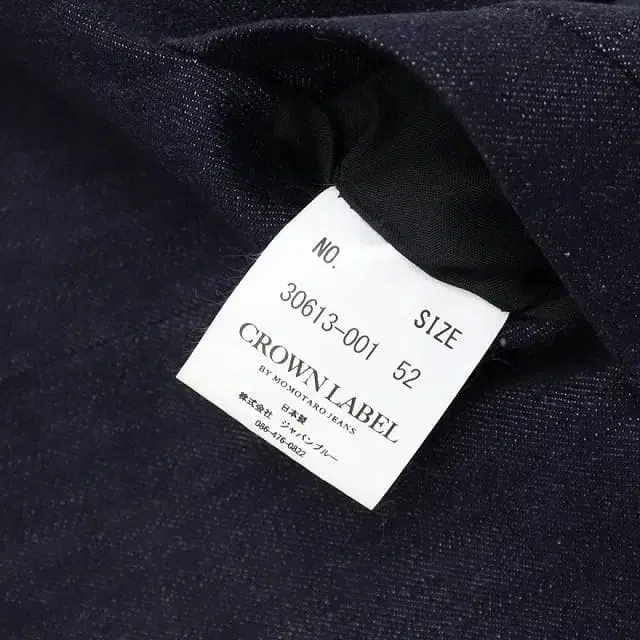 NO. SIZE
30613-001 52
CROWN LABEL
BY MOMOTARO JEANS
日本製
株式会社 ジャパンブルー
086-476-0822